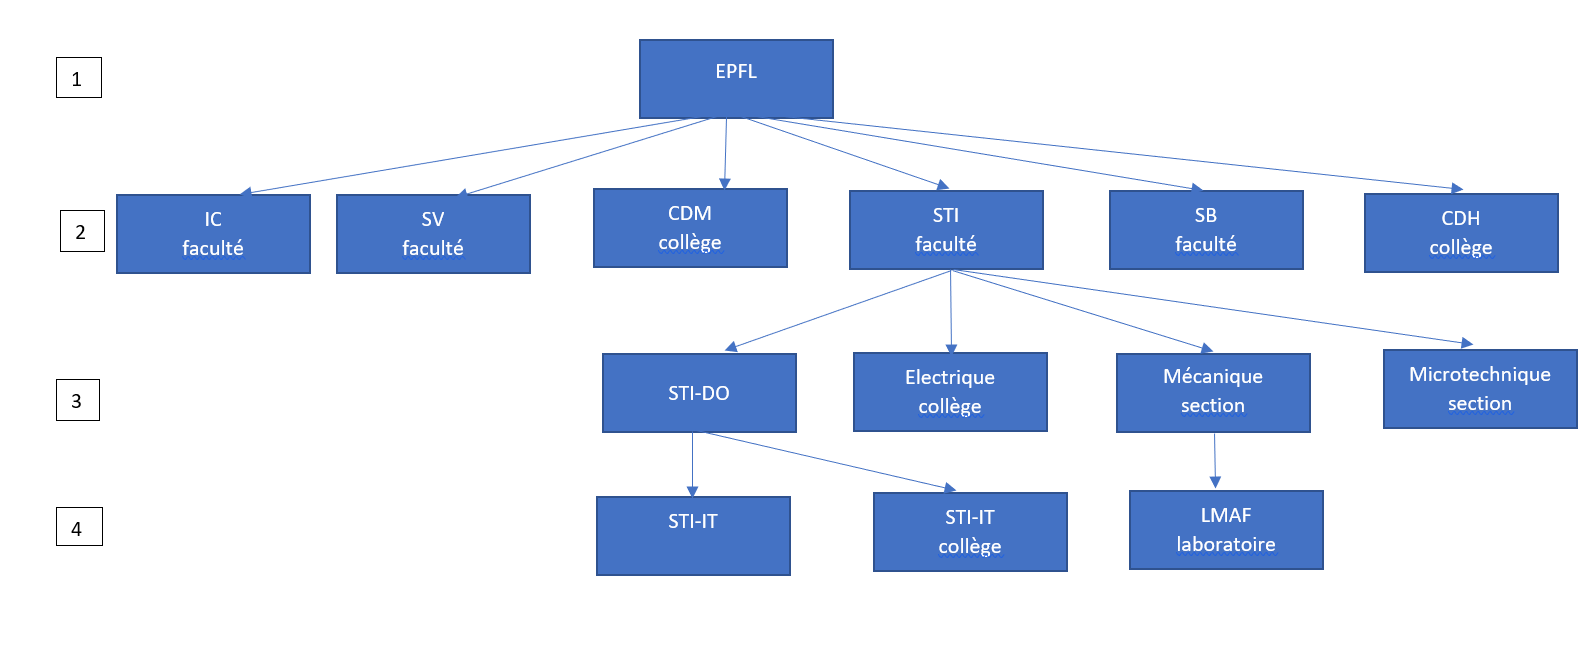 1
EPFL
2
IC
faculté
SV
faculté
CDM
collège
STI
faculté
SB
faculté
CDH
collège
3
STI-DO
Electrique
collège
Mécanique
section
Microtechnique
section
4
STI-IT
STI-IT
collège
LMAF
laboratoire